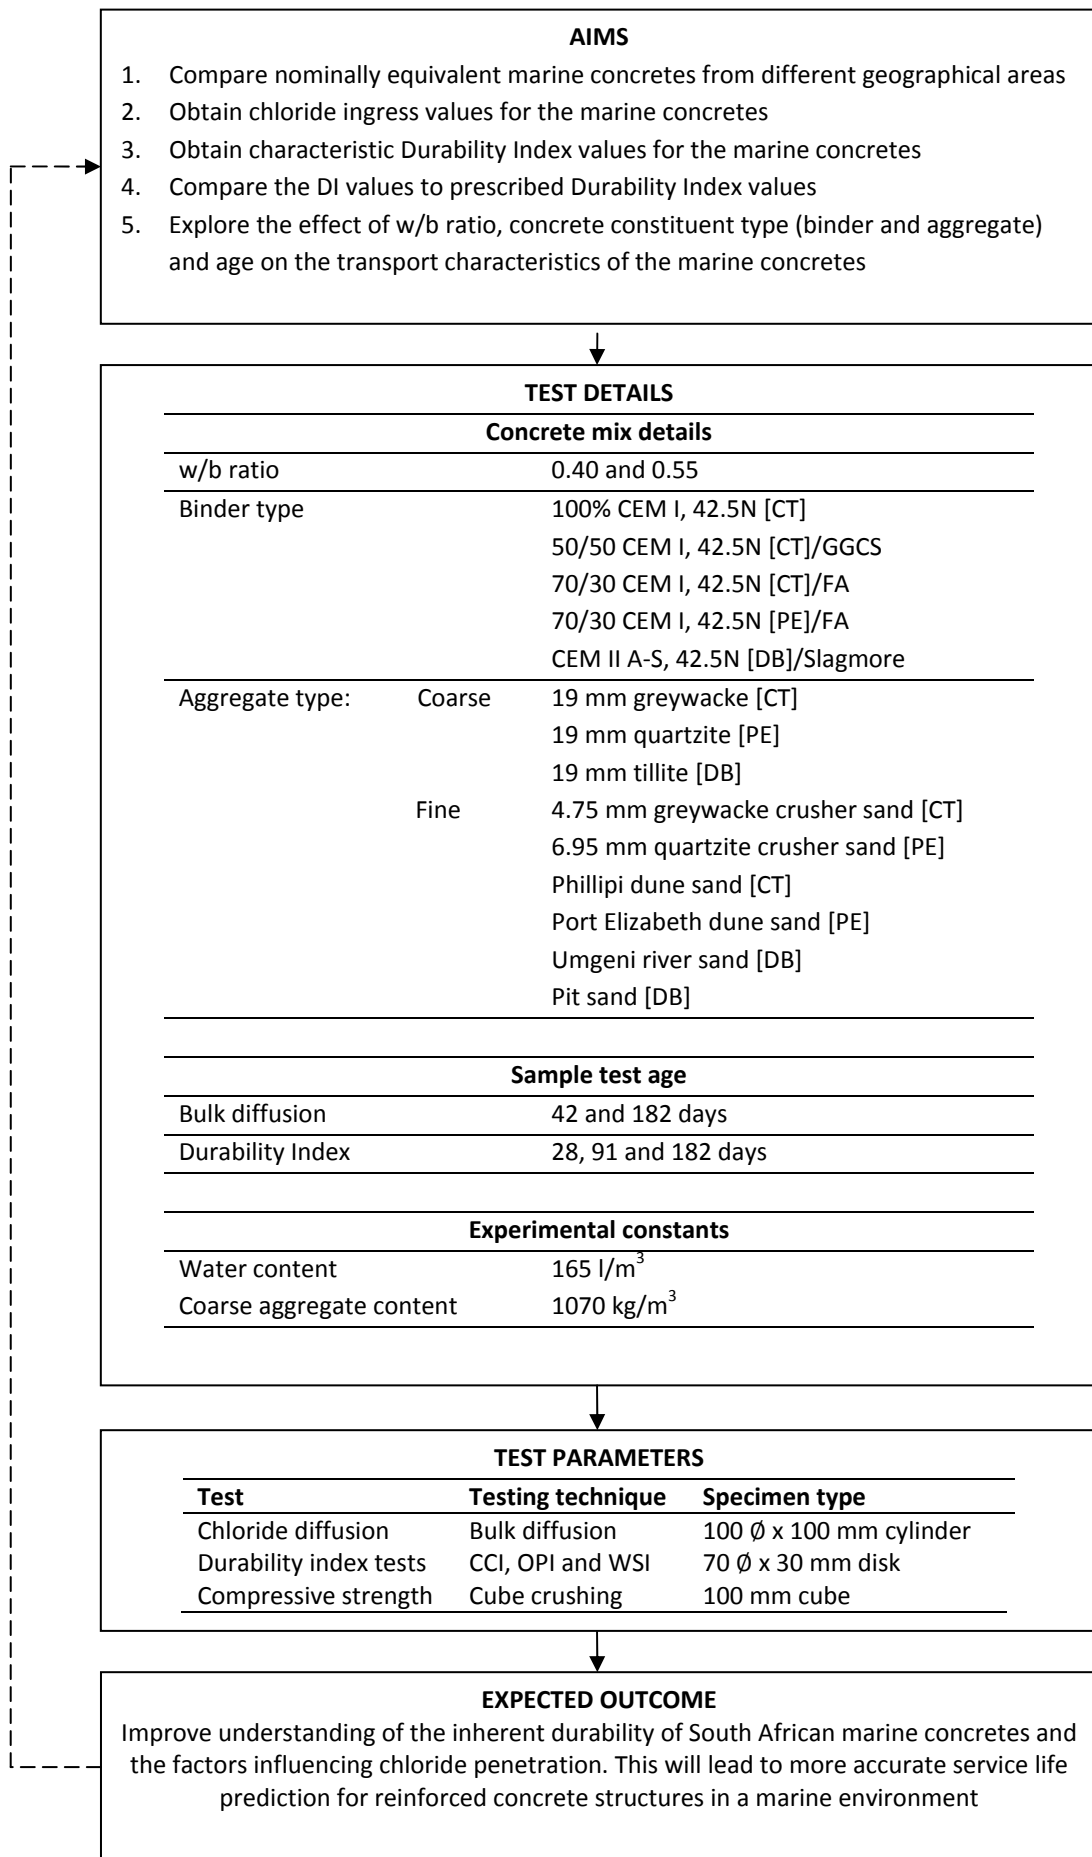 AIMS
1. Compare nominally equivalent marine concretes from different geographical areas
2. Obtain chloride ingress values for the marine concretes
3. Obtain characteristic Durability Index values for the marine concretes
4. Compare the DI values to prescribed Durability Index values
5. Explore the effect of w/b ratio, concrete constituent type (binder and aggregate)
and age on the transport characteristics of the marine concretes
TEST DETAILS
Concrete mix details
w/b ratio 0.40 and 0.55
Binder type 100% CEM I, 42.5N [CT]
50/50 CEM I, 42.5N [CT]/GGCS
70/30 CEM I, 42.5N [CT]/FA
70/30 CEM I, 42.5N [PE]/FA
CEM II A-S, 42.5N [DB]/Slagmore
Aggregate type: Coarse 19 mm greywacke [CT]
19 mm quartzite [PE]
19 mm tillite [DB]
Fine 4.75 mm greywacke crusher sand [CT]
6.95 mm quartzite crusher sand [PE]
Phillipi dune sand [CT]
Port Elizabeth dune sand [PE]
Umgeni river sand [DB]
Pit sand [DB]
Sample test age
Bulk diffusion 42 and 182 days
Durability Index 28, 91 and 182 days
Experimental constants
Water content 165 l/m³
Coarse aggregate content 1070 kg/m³
TEST PARAMETERS
Test Testing technique Specimen type
Chloride diffusion Bulk diffusion 100 Ø x 100 mm cylinder
Durability index tests CCI, OPI and WSI 70 Ø x 30 mm disk
Compressive strength Cube crushing 100 mm cube
EXPECTED OUTCOME
Improve understanding of the inherent durability of South African marine concretes and
the factors influencing chloride penetration. This will lead to more accurate service life
prediction for reinforced concrete structures in a marine environment